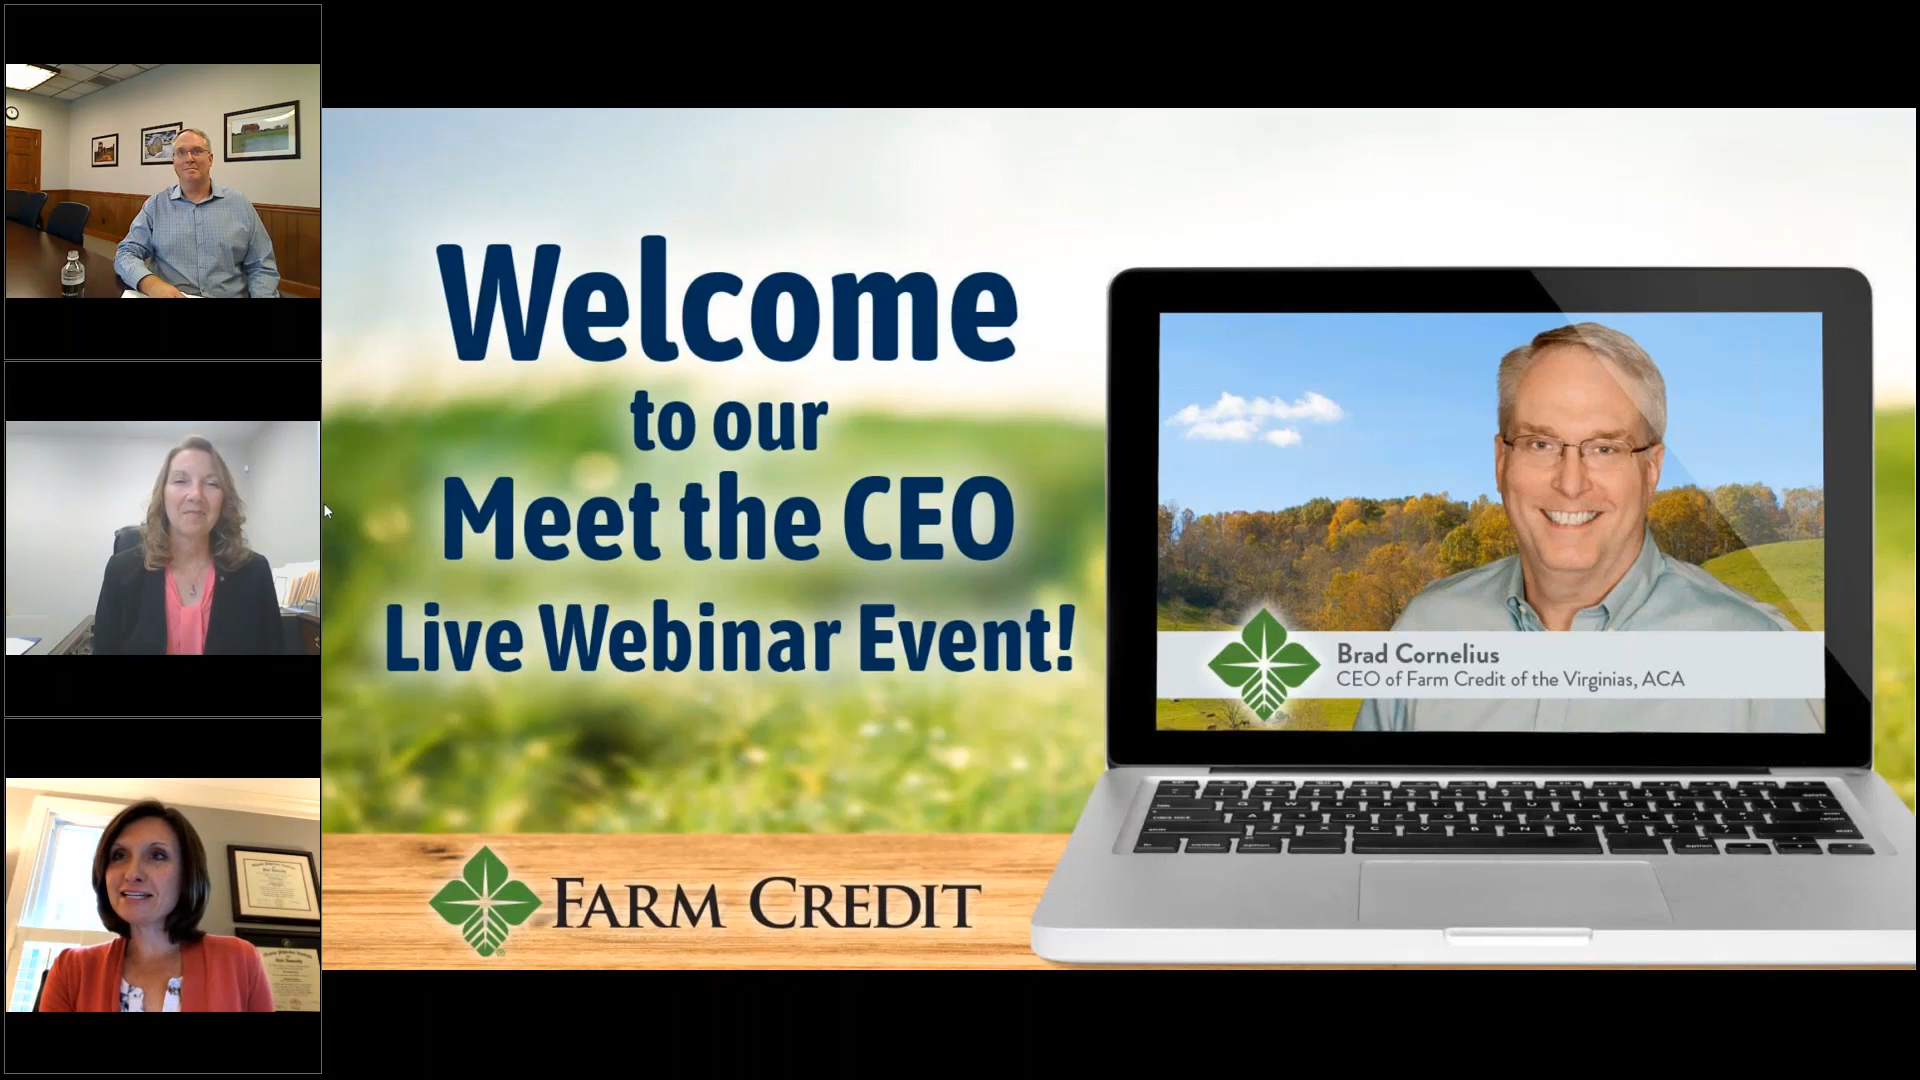 Welcome
to our
Meet the CEO
Live Webinar Event!
Brad Cornelius
CEO of Farm Credit of the Virginias, ACA
FARM CREDIT